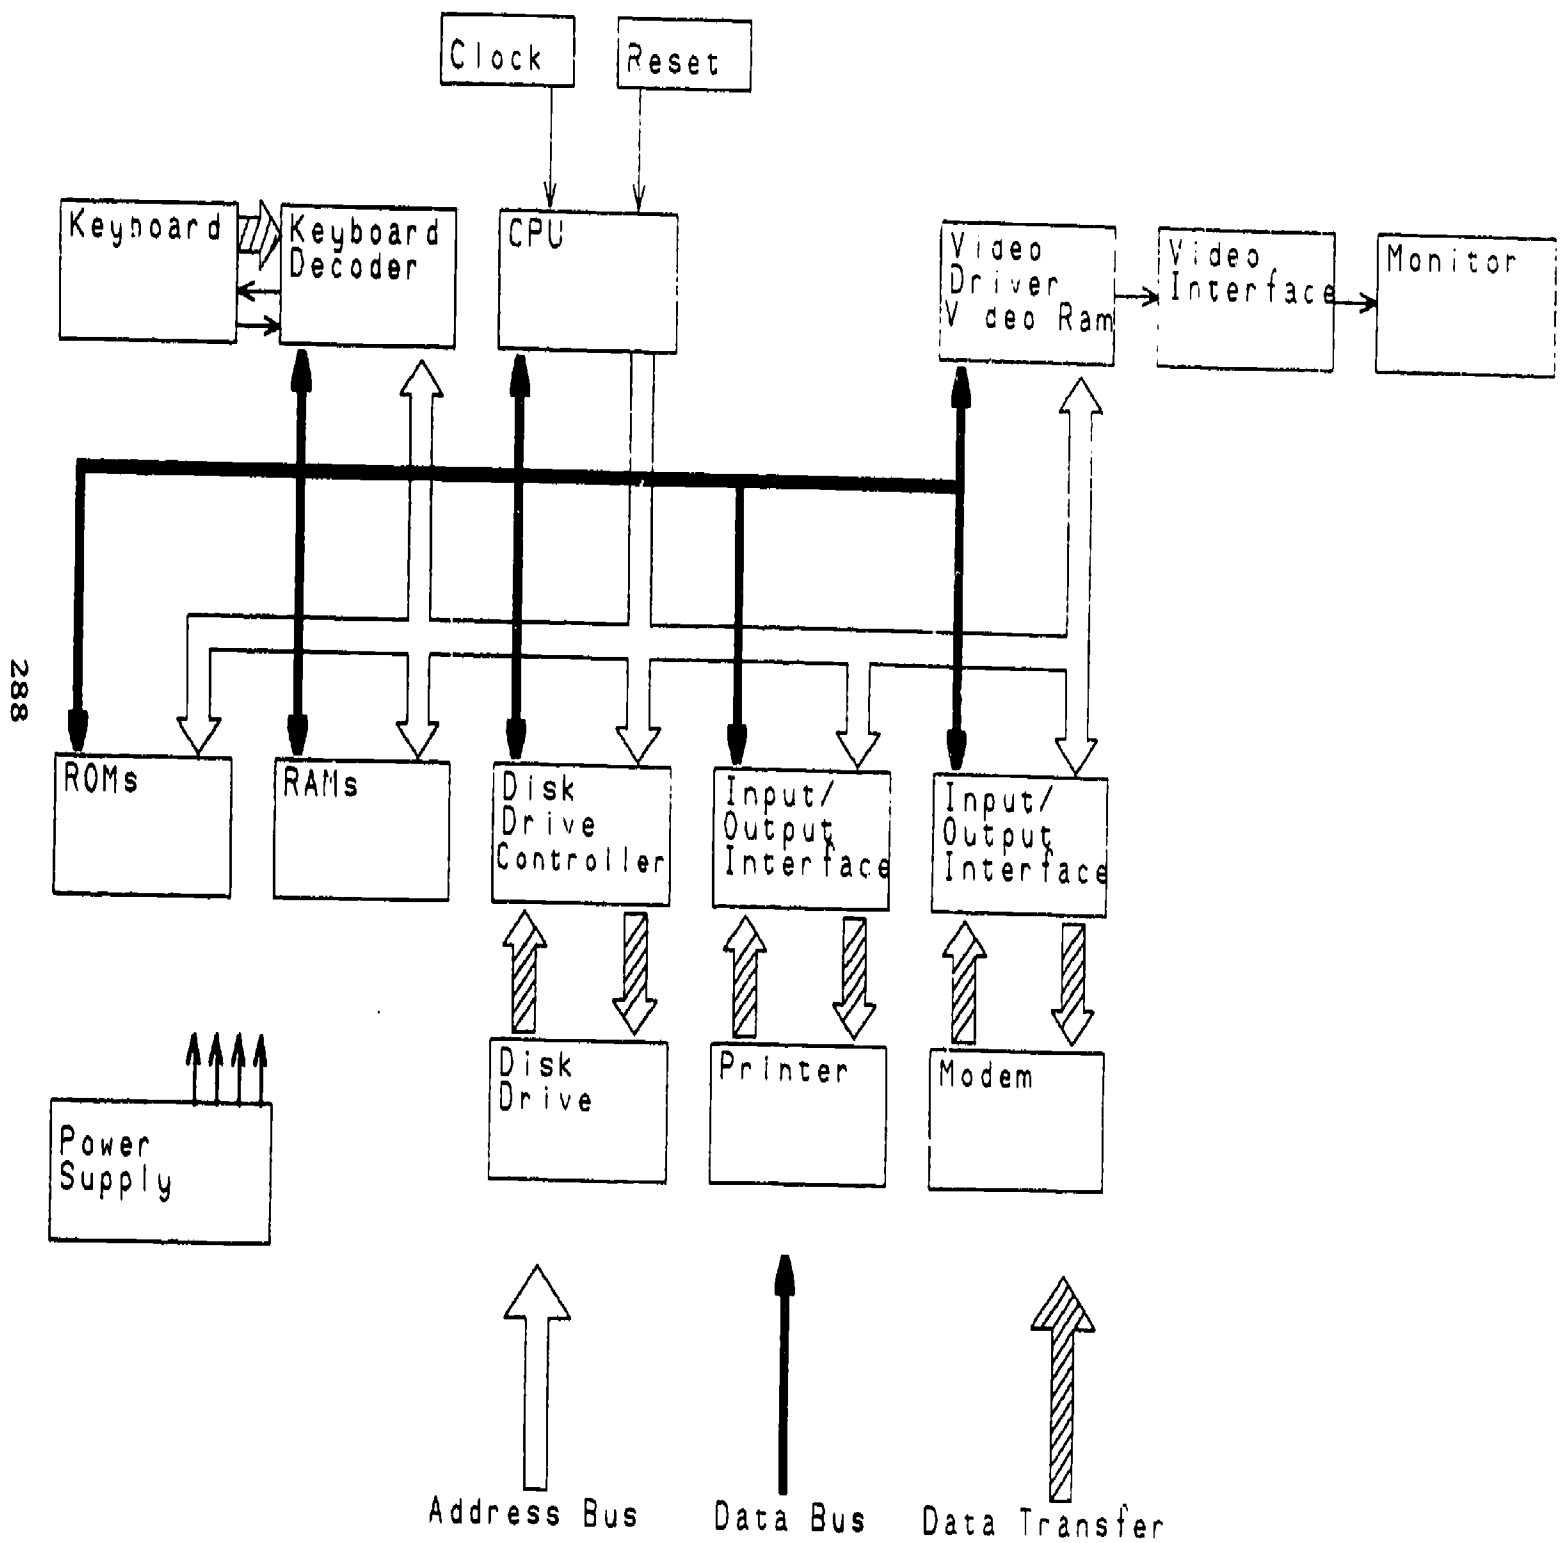 Clock
Reset
Keyboard
Keyboard
Decoder
CPU
Video
Driver
Video Ram
Video
Interface
Monitor
288
ROMs
RAMs
Disk
Drive
Controller
Input/
Output
Interface
Input/
Output
Interface
Disk
Drive
Printer
Modem
Power
Supply
Address Bus
Data Bus
Data Transfer